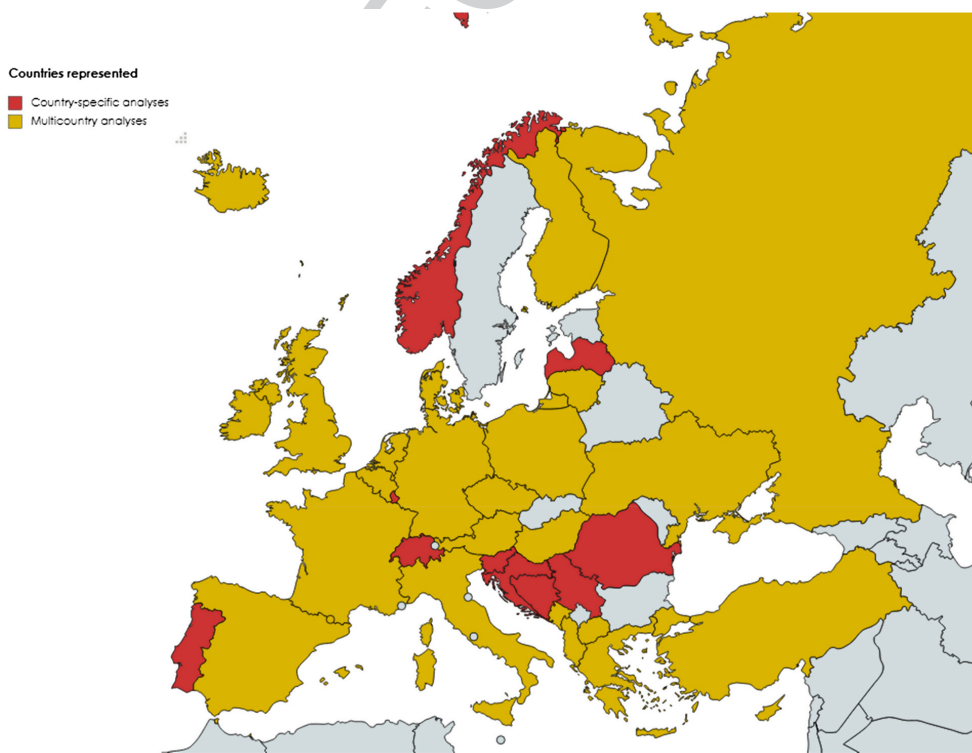 Countries represented
Country-specific analyses
Multicountry analyses